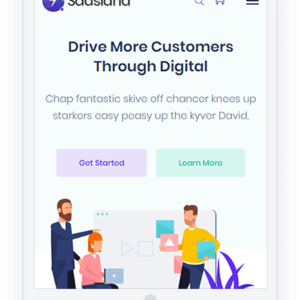 Saasland
Drive More Customers
Through Digital
Chap fantastic skive off chancer knees up
starkers easy peasy up the kyver David,
Get Started
Learn More